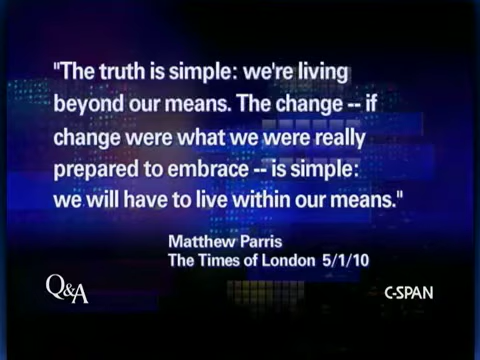 "The truth is simple: we're living
beyond our means. The change -- if
change were what we were really
prepared to embrace -- is simple:
we will have to live within our means."
Matthew Parris
The Times of London 5/1/10
Q&A
C-SPAN